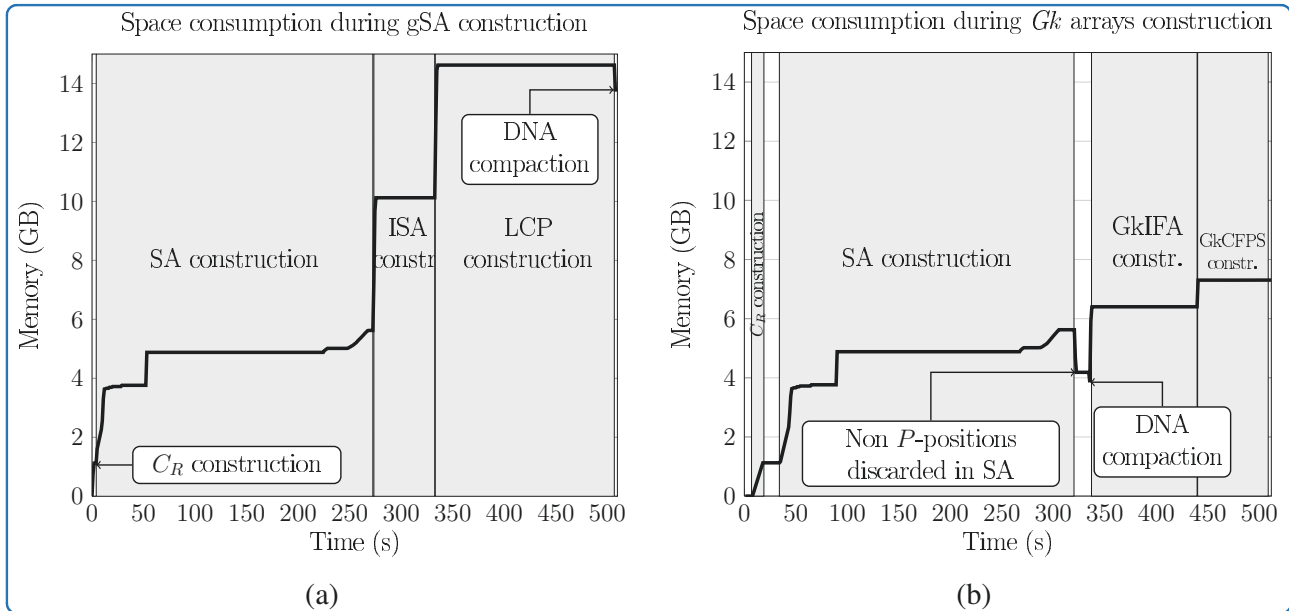 Space consumption during gSA construction
14
12
10
8
6
4
2
0
Memory (GB)
0 50 100 150 200 250 300 350 400 450 500
Time (s)
SA construction
ISA
constr
LCP
construction
DNA
compaction
C_R construction
(a)
Space consumption during Gk arrays construction
14
12
10
8
6
4
2
0
Memory (GB)
0 50 100 150 200 250 300 350 400 450 500
Time (s)
C_R construction
SA construction
GkIFA
constr.
GkCFPS
constr.
Non P-positions
discarded in SA
DNA
compaction
(b)